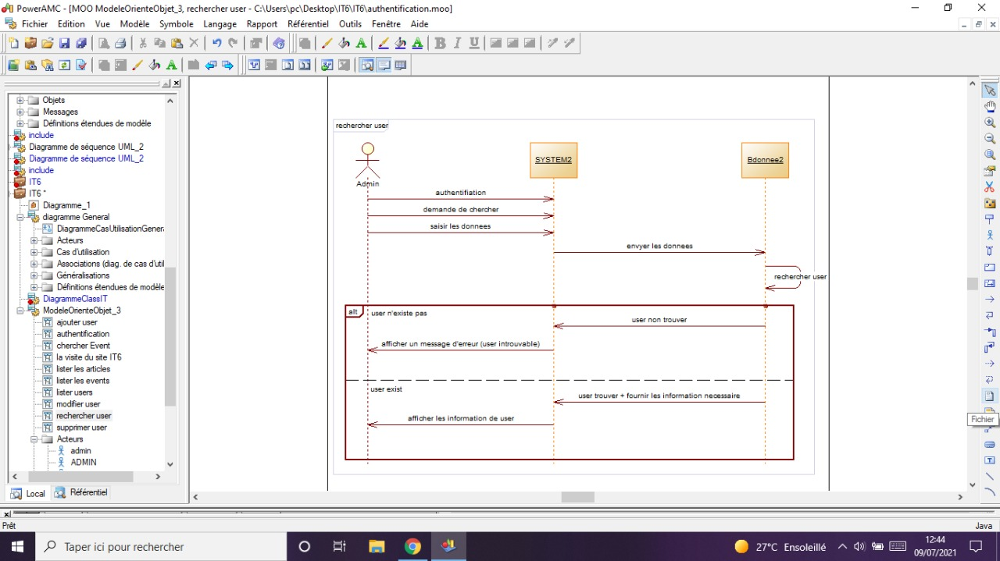 PowerAMC - [MOO ModeleOrienteObjet_3, rechercher user - C:\Users\pc\Desktop\IT6\IT6\authentification.moo]
Fichier Edition Vue Modèle Symbole Langage Rapport Référentiel Outils Fenêtre Aide
Objets
Messages
Définitions étendues de modèle
include
Diagramme de séquence UML_2
Diagramme de séquence UML_2
include
IT6
IT6 *
Diagramme_1
diagramme General
DiagrammeCasUtilisationGener
Acteurs
Cas d'utilisation
Associations (diag. de cas d'util
Généralisations
Définitions étendues de modèle
DiagrammeClassIT
ModeleOrienteObjet_3
ajouter user
authentification
chercher Event
la visite du site IT6
lister les articles
lister les events
lister users
modifier user
rechercher user
supprimer user
Acteurs
admin
ADMIN
Local Référentiel
rechercher user
Admin
SYSTEM2
Bdonnee2
authentifiation
demande de chercher
saisir les donnees
envyer les donnees
rechercher user
alt
user n'existe pas
user non trouver
afficher un message d'erreur (user introuvable)
user exist
user trouver + fournir les information necessaire
afficher les information de user
Fichier
Prêt
Java
Taper ici pour rechercher
27°C Ensoleillé
12:44
09/07/2021